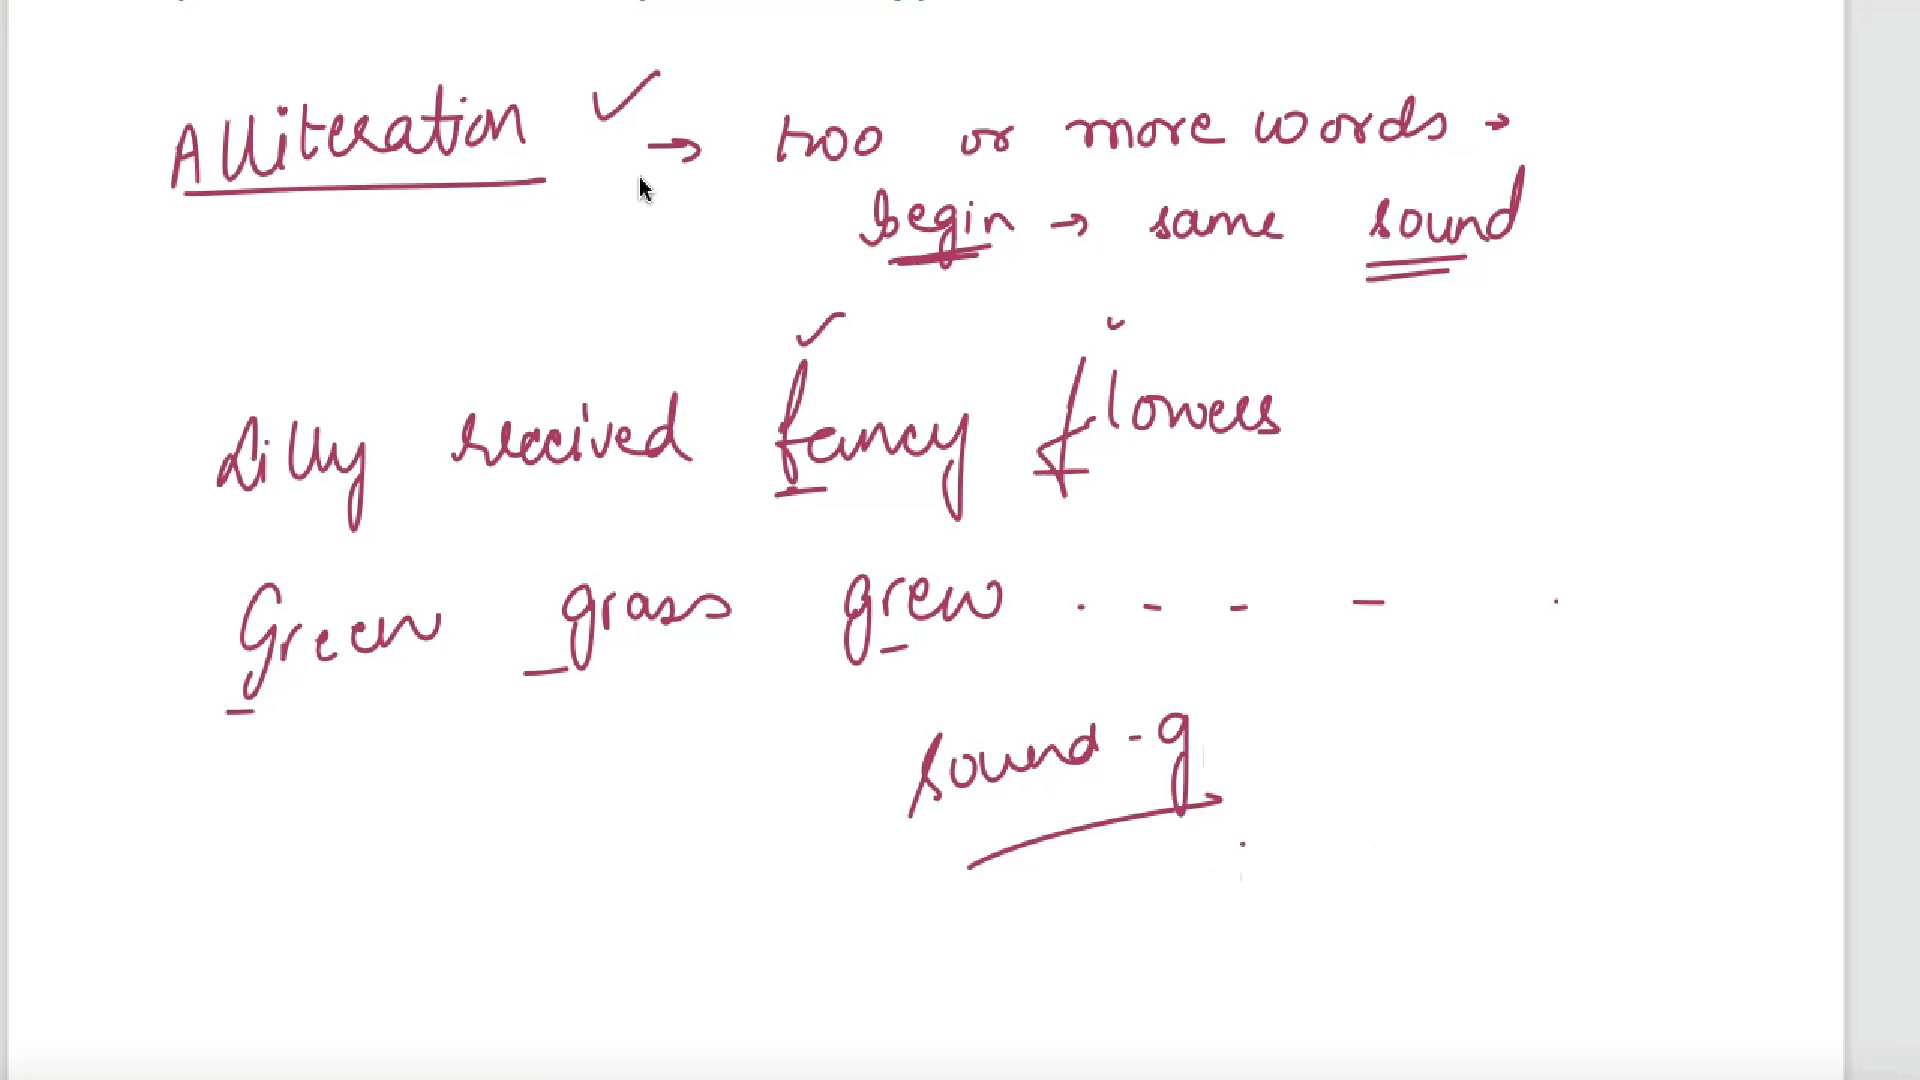 Alliteration ✓ → two or more words →
begin → same sound
Lilly received fancy flowers
Green grass grew . - - - .
sound - g